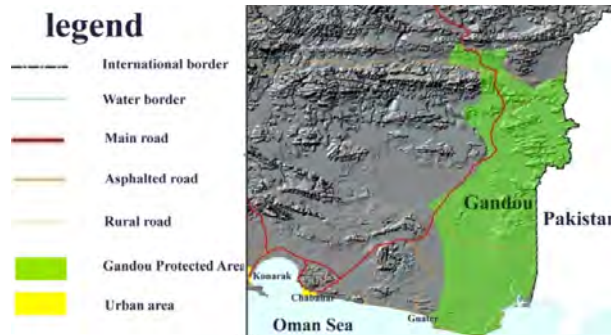 legend
International border
Water border
Main road
Asphalted road
Rural road
Gandou Protected Area
Urban area
Gandou
Pakistan
Konarak
Chabahar
Guater
Oman Sea